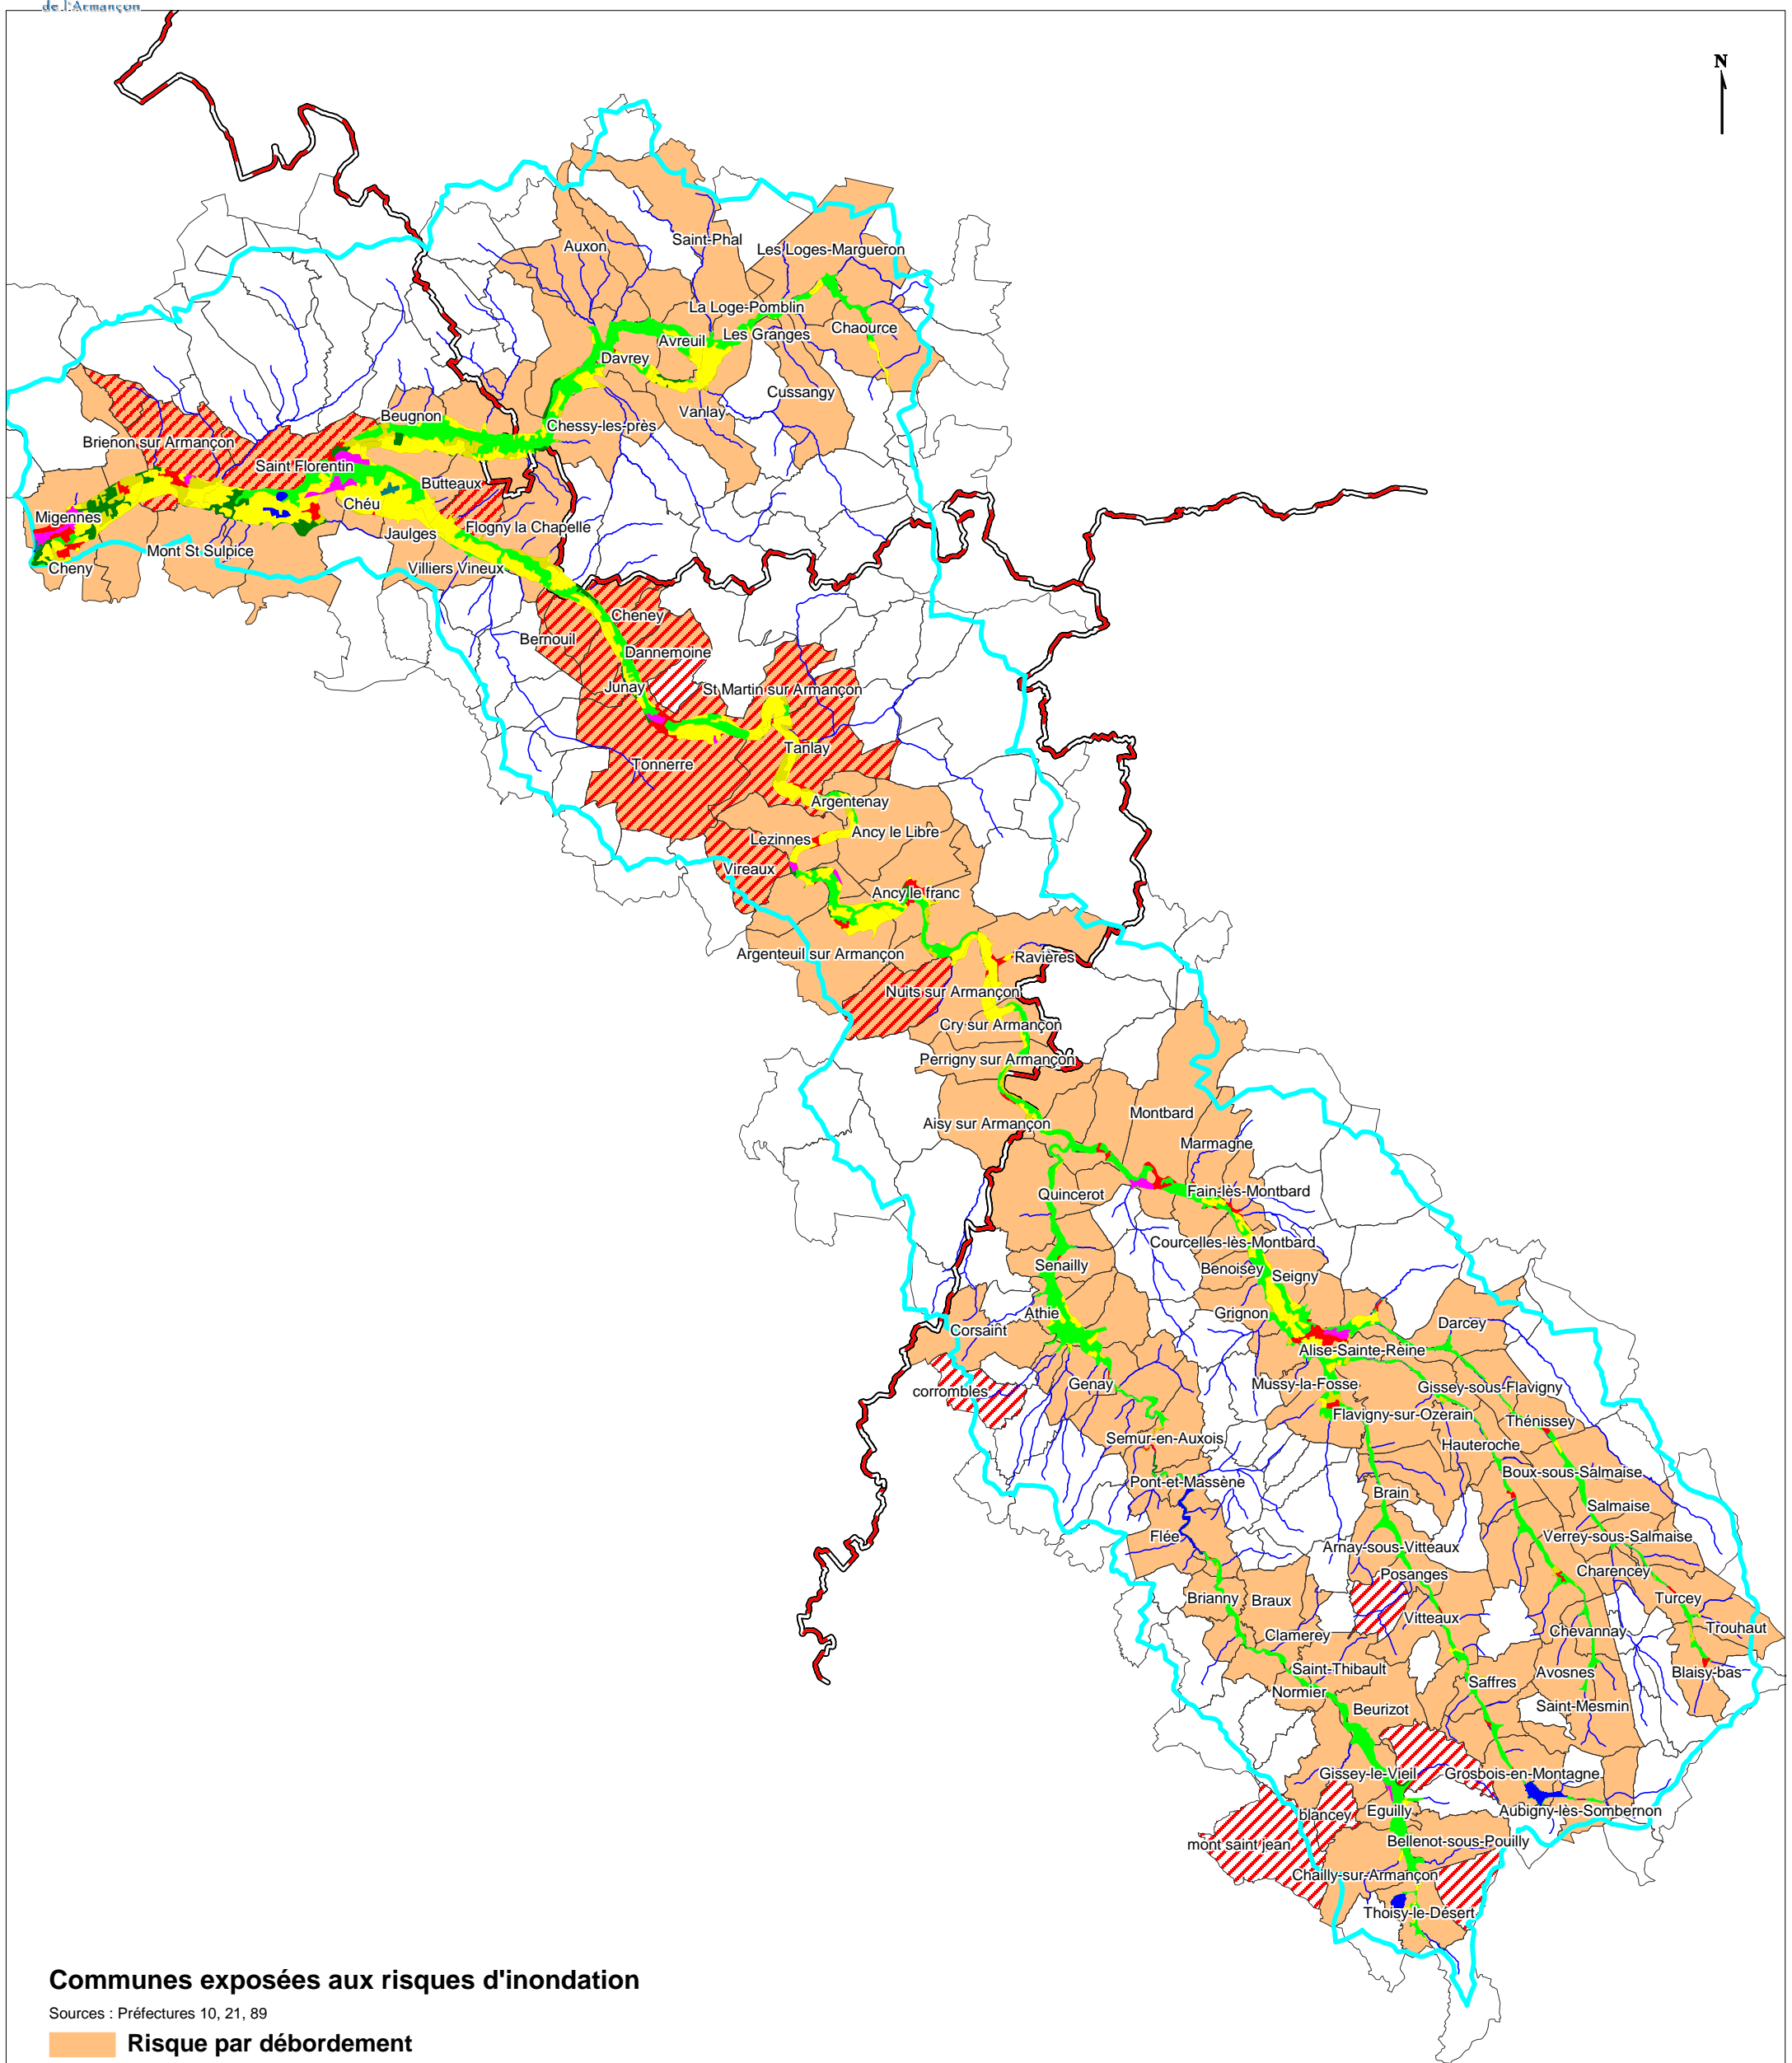 de l'Armançon
N
Auxon
Saint-Phal
Les Loges-Margueron
La Loge-Pomblin
Chaource
Les Granges
Avreuil
Davrey
Cussangy
Vanlay
Beugnon
Chessy-les-près
Brienon sur Armançon
Saint Florentin
Butteaux
Chéu
Migennes
Flogny la Chapelle
Jaulges
Mont St Sulpice
Cheny
Villiers Vineux
Cheney
Bernouil
Dannemoine
Junay
St Martin sur Armançon
Tanlay
Tonnerre
Argentenay
Ancy le Libre
Lezinnes
Vireaux
Ancy le franc
Argenteuil sur Armançon
Ravières
Nuits sur Armançon
Cry sur Armançon
Perrigny sur Armançon
Montbard
Aisy sur Armançon
Marmagne
Fain-lès-Montbard
Quincerot
Courcelles-lès-Montbard
Senailly
Benoisey
Seigny
Athie
Grignon
Corsaint
Darcey
Alise-Sainte-Reine
corrombles
Genay
Mussy-la-Fosse
Gissey-sous-Flavigny
Flavigny-sur-Ozerain
Thénissey
Semur-en-Auxois
Hauteroche
Boux-sous-Salmaise
Pont-et-Massène
Brain
Salmaise
Flée
Verrey-sous-Salmaise
Arnay-sous-Vitteaux
Charencey
Posanges
Brianny
Braux
Turcey
Vitteaux
Trouhaut
Clamerey
Chevannay
Saint-Thibault
Avosnes
Blaisy-bas
Saffres
Normier
Saint-Mesmin
Beurizot
Gissey-le-Vieil
Grosbois-en-Montagne
blancey
Eguilly
Aubigny-lès-Sombernon
mont saint jean
Bellenot-sous-Pouilly
Chailly-sur-Armançon
Thoisy-le-Désert
Communes exposées aux risques d'inondation
Sources : Préfectures 10, 21, 89
Risque par débordement